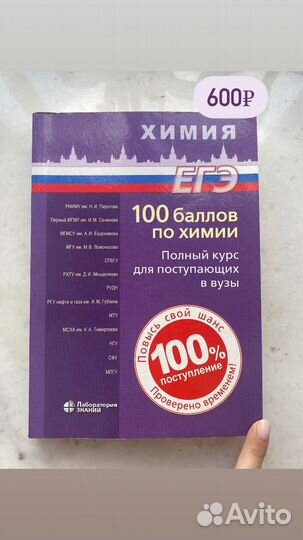 600₽
ХИМИЯ
ЕГЭ
100 баллов
по химии
Полный курс
для поступающих
в вузы
РНИМУ им. Н.И. Пирогова
Первый МГМУ им. И.М. Сеченова
МГМСУ им. А.И. Евдокимова
МГУ им. М.В. Ломоносова
СПбГУ
РХТУ им. Д.И. Менделеева
РУДН
РГУ нефти и газа им. И.М. Губкина
МТУ
МСХА им. К.А. Тимирязева
НГУ
СФУ
МПГУ
Повысь свой шанс
100%
поступление
Проверено временем!
Лаборатория
ЗНАНИЙ
Avito